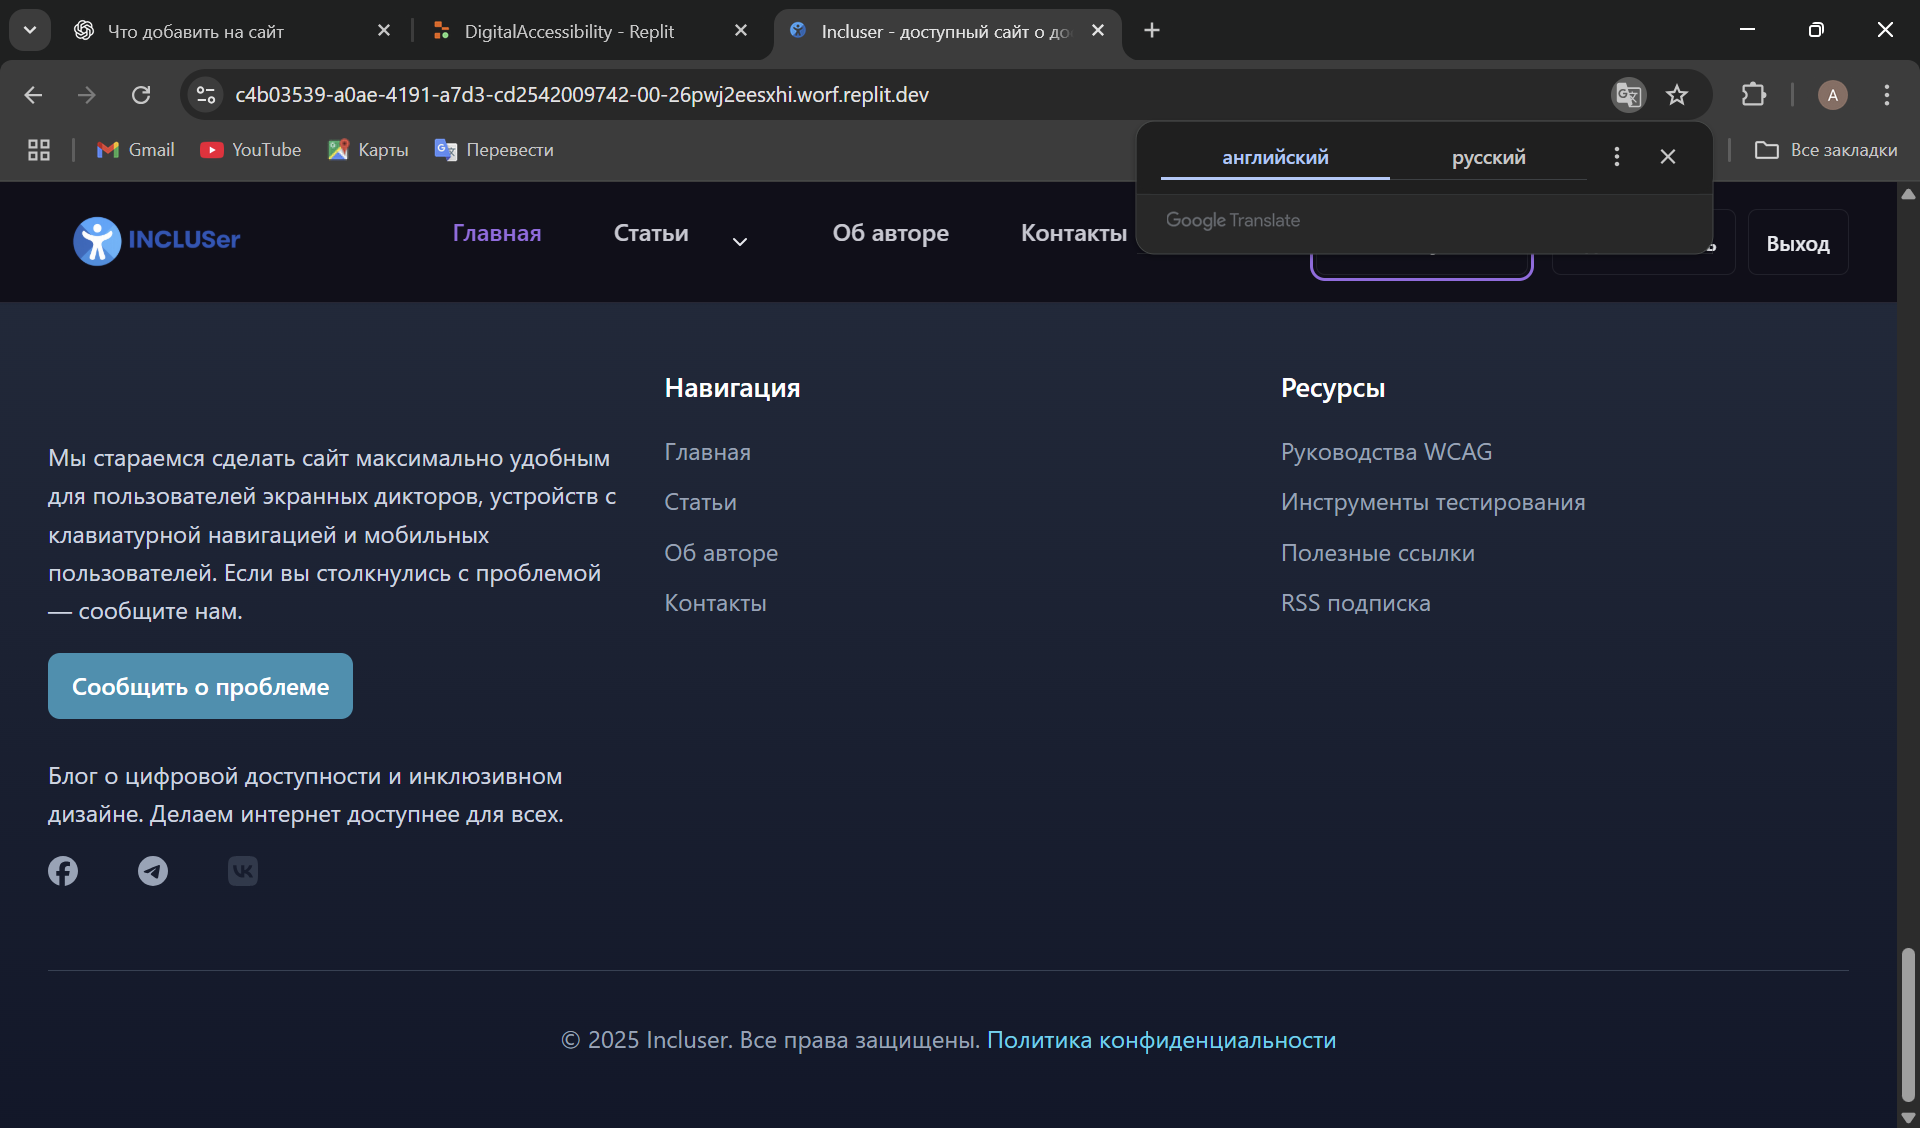 Что добавить на сайт
DigitalAccessibility - Replit
Incluser - доступный сайт о до
c4b03539-a0ae-4191-a7d3-cd2542009742-00-26pwj2eesxhi.worf.replit.dev
A
Gmail
YouTube
Карты
Перевести
Все закладки
английский
русский
Google Translate
INCLUSer
Главная
Статьи
Об авторе
Контакты
Выход
Мы стараемся сделать сайт максимально удобным
для пользователей экранных дикторов, устройств с
клавиатурной навигацией и мобильных
пользователей. Если вы столкнулись с проблемой
— сообщите нам.
Сообщить о проблеме
Блог о цифровой доступности и инклюзивном
дизайне. Делаем интернет доступнее для всех.
Навигация
Главная
Статьи
Об авторе
Контакты
Ресурсы
Руководства WCAG
Инструменты тестирования
Полезные ссылки
RSS подписка
© 2025 Incluser. Все права защищены. Политика конфиденциальности